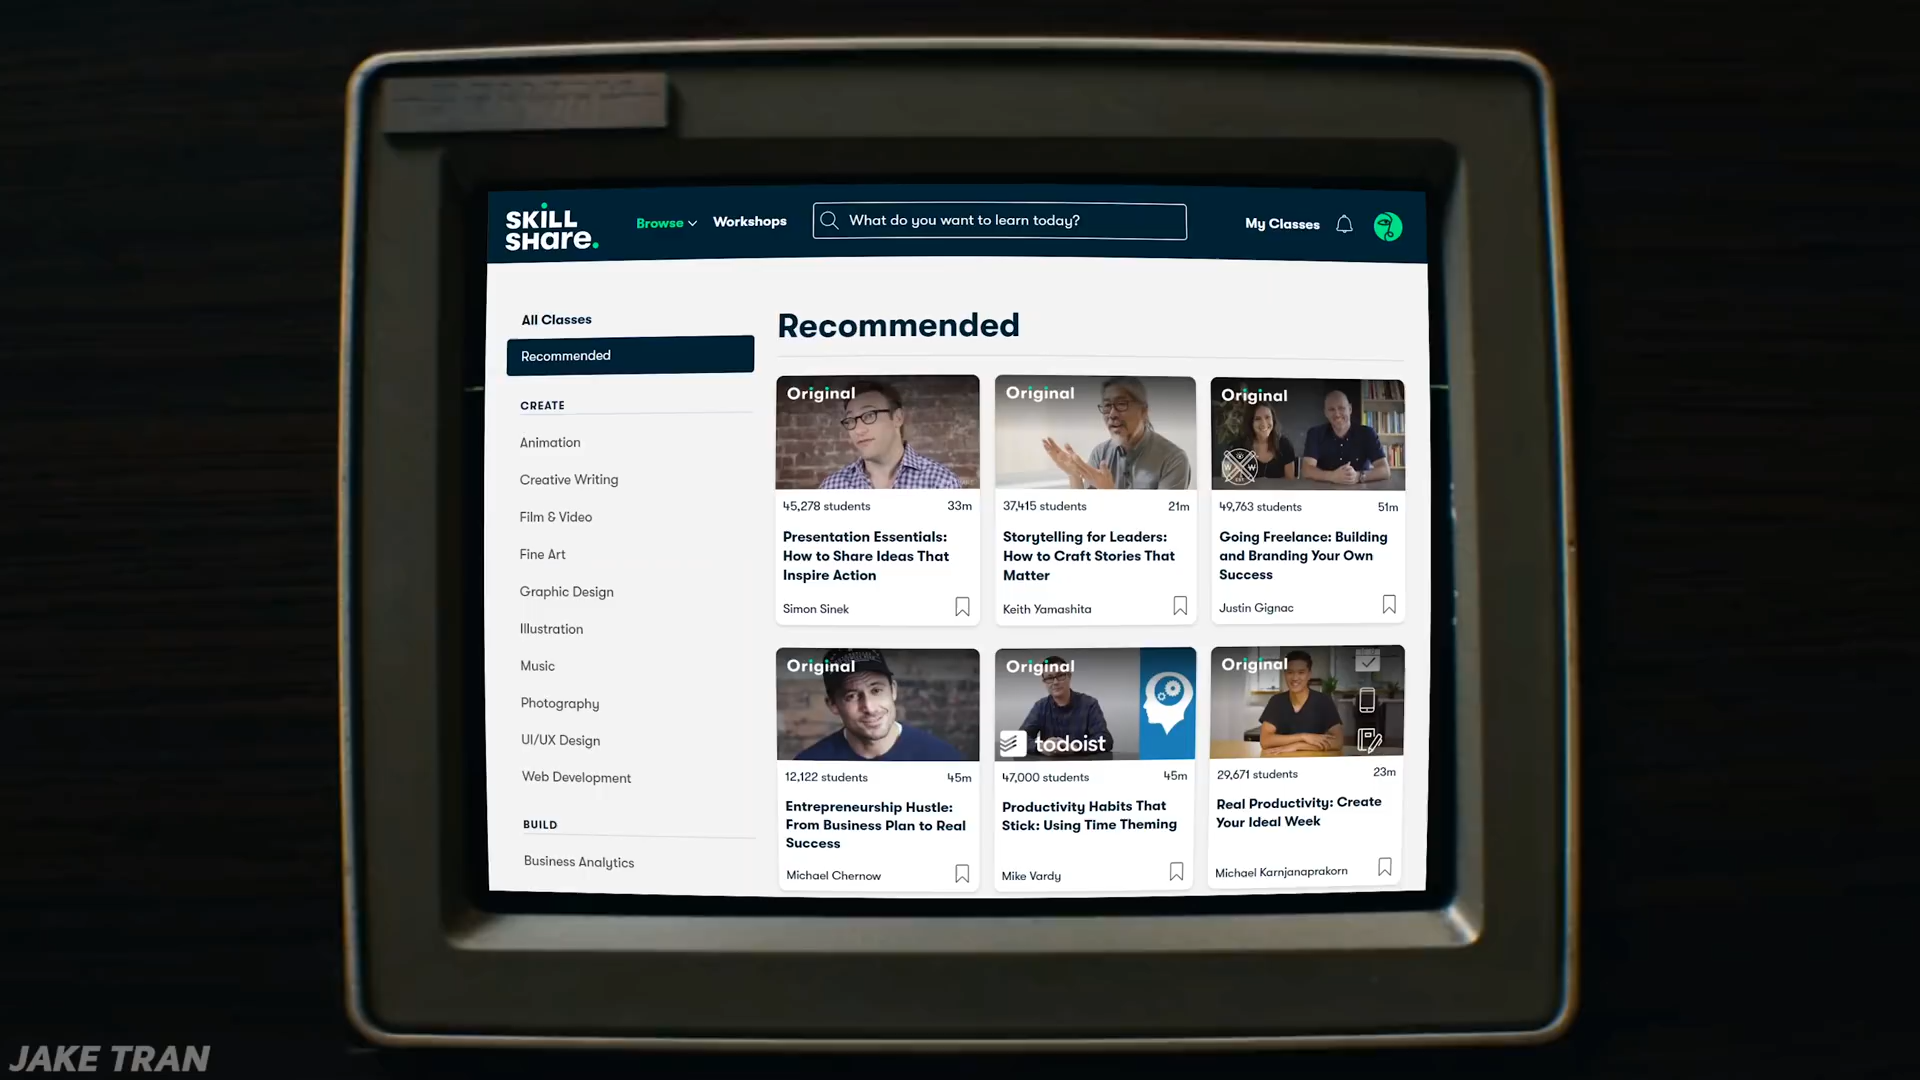 SKILL
SHare.
Browse
Workshops
What do you want to learn today?
My Classes
All Classes
Recommended
CREATE
Animation
Creative Writing
Film & Video
Fine Art
Graphic Design
Illustration
Music
Photography
UI/UX Design
Web Development
BUILD
Business Analytics
Recommended
Original
45,278 students 33m
Presentation Essentials:
How to Share Ideas That
Inspire Action
Simon Sinek
Original
37,415 students 21m
Storytelling for Leaders:
How to Craft Stories That
Matter
Keith Yamashita
Original
49,763 students 51m
Going Freelance: Building
and Branding Your Own
Success
Justin Gignac
Original
12,122 students 45m
Entrepreneurship Hustle:
From Business Plan to Real
Success
Michael Chernow
Original
todoist
47,000 students 45m
Productivity Habits That
Stick: Using Time Theming
Mike Vardy
Original
29,671 students 23m
Real Productivity: Create
Your Ideal Week
Michael Karnjanaprakorn
JAKE TRAN